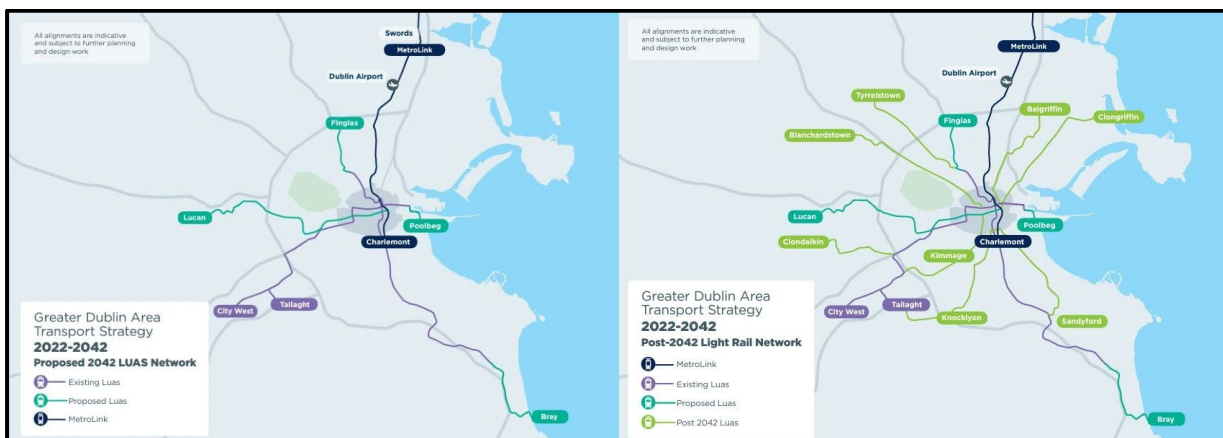 All alignments are indicative
and subject to further planning
and design work
Swords
MetroLink
Dublin Airport
Finglas
Lucan
Poolbeg
Charlemont
City West
Tallaght
Bray
Greater Dublin Area
Transport Strategy
2022-2042
Proposed 2042 LUAS Network
Existing Luas
Proposed Luas
MetroLink
All alignments are indicative
and subject to further planning
and design work
MetroLink
Dublin Airport
Tyrrelstown
Finglas
Balgriffin
Clongriffin
Blanchardstown
Lucan
Poolbeg
Clondalkin
Charlemont
Kimmage
City West
Tallaght
Knocklyon
Sandyford
Bray
Greater Dublin Area
Transport Strategy
2022-2042
Post-2042 Light Rail Network
MetroLink
Existing Luas
Proposed Luas
Post 2042 Luas